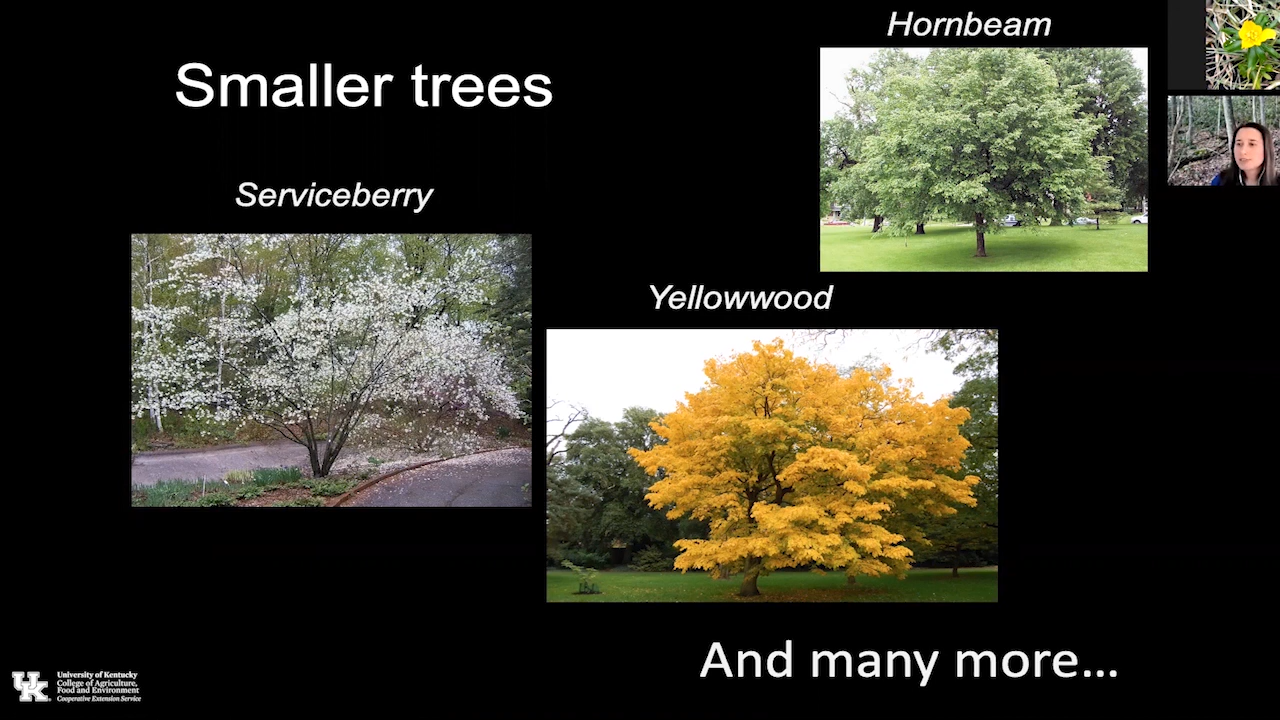 Hornbeam
Smaller trees
Serviceberry
Yellowwood
And many more...
UK
University of Kentucky
College of Agriculture,
Food and Environment
Cooperative Extension Service